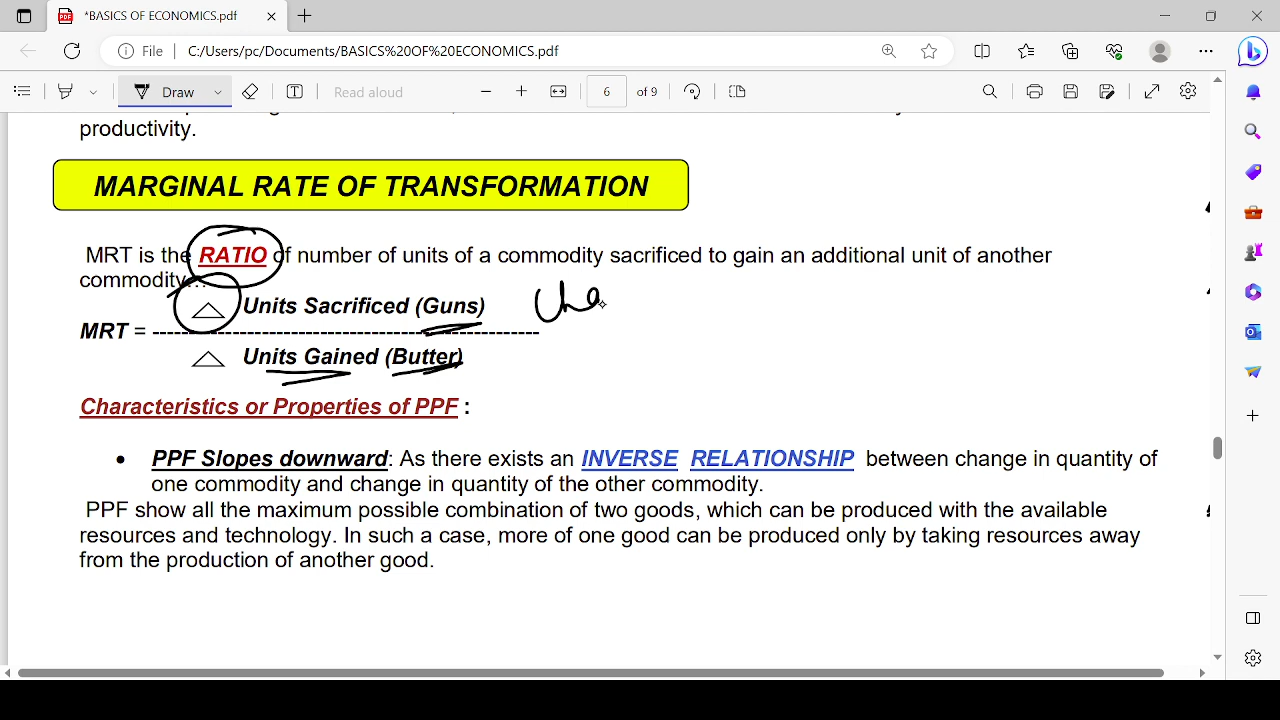 *BASICS OF ECONOMICS.pdf
File
C:/Users/pc/Documents/BASICS%20OF%20ECONOMICS.pdf
Draw
Read aloud
6 of 9
productivity.
MARGINAL RATE OF TRANSFORMATION
MRT is the RATIO of number of units of a commodity sacrificed to gain an additional unit of another
commodity...
△ Units Sacrificed (Guns)
Cha
MRT = -------------------------------------------------------
△ Units Gained (Butter)
Characteristics or Properties of PPF :
• PPF Slopes downward: As there exists an INVERSE RELATIONSHIP between change in quantity of
one commodity and change in quantity of the other commodity.
PPF show all the maximum possible combination of two goods, which can be produced with the available
resources and technology. In such a case, more of one good can be produced only by taking resources away
from the production of another good.